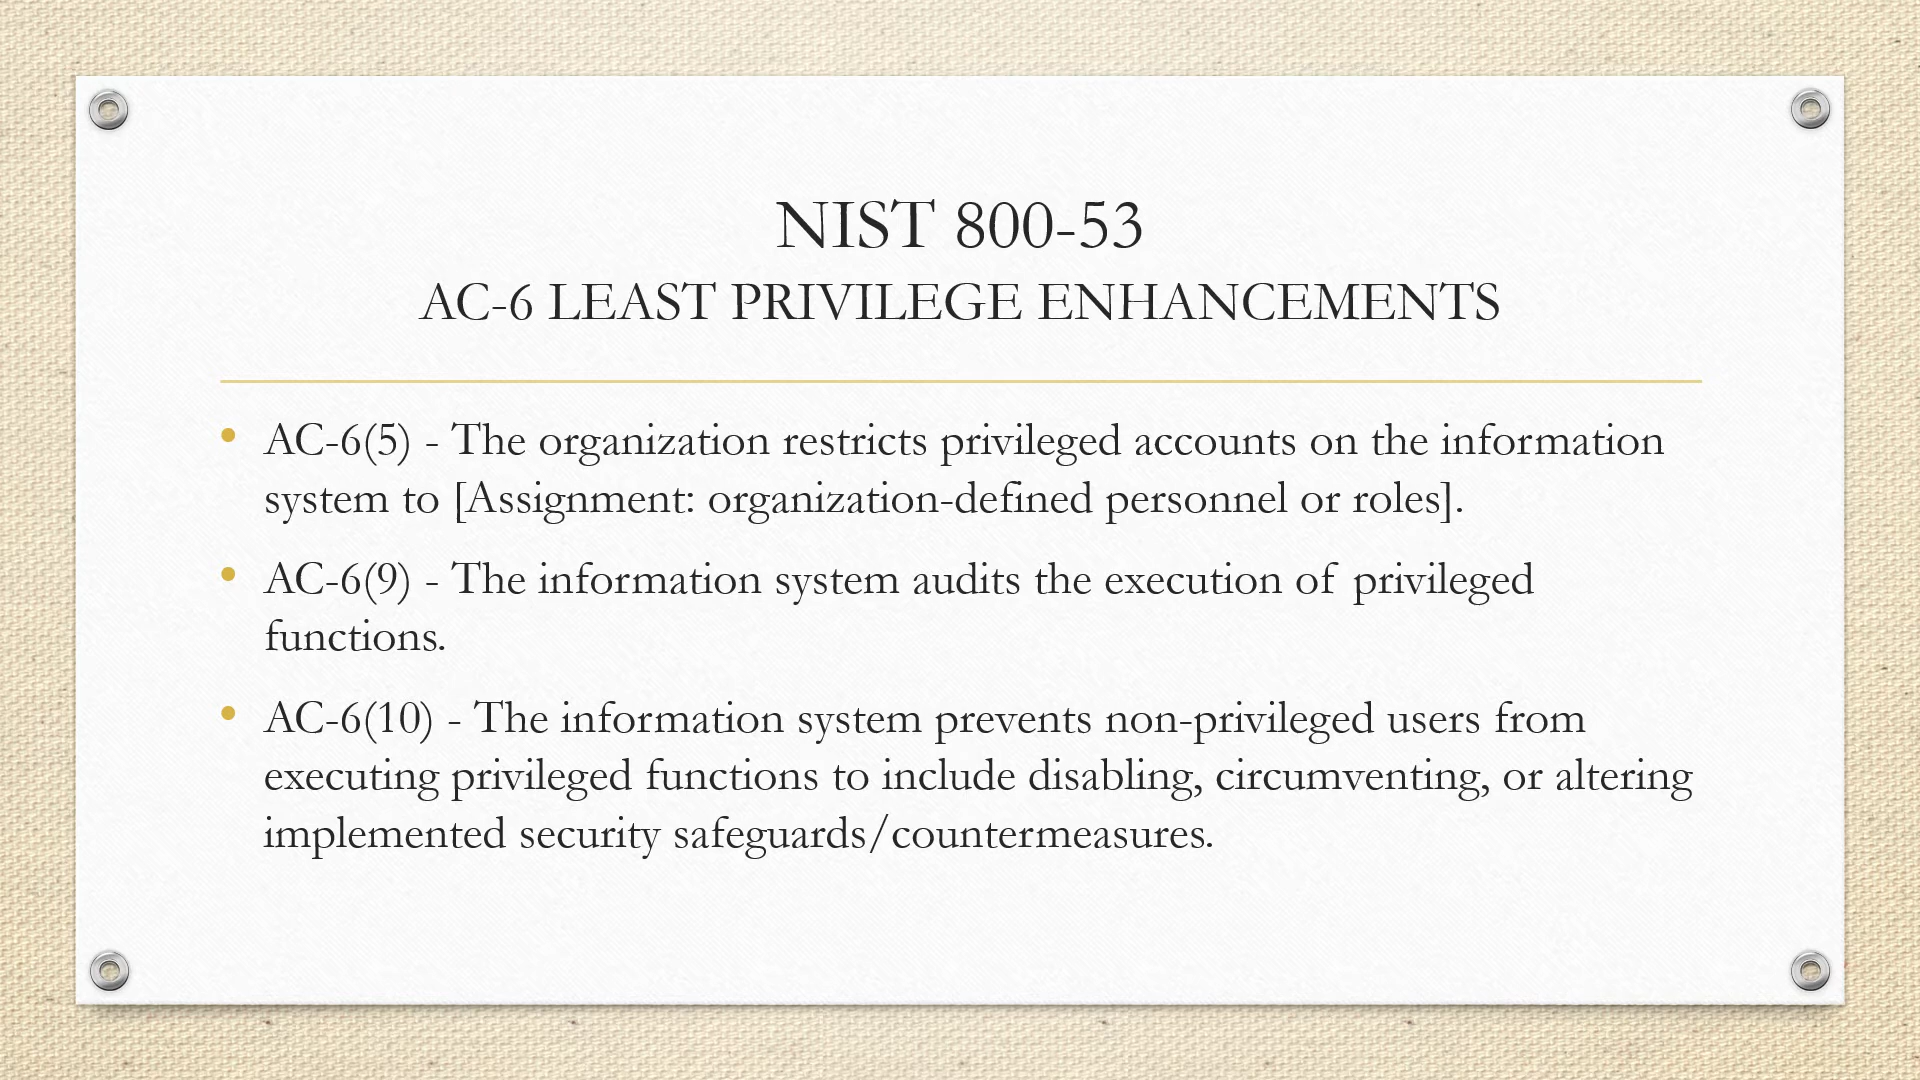 NIST 800-53
AC-6 LEAST PRIVILEGE ENHANCEMENTS
• AC-6(5) - The organization restricts privileged accounts on the information
system to [Assignment: organization-defined personnel or roles].
• AC-6(9) - The information system audits the execution of privileged
functions.
• AC-6(10) - The information system prevents non-privileged users from
executing privileged functions to include disabling, circumventing, or altering
implemented security safeguards/countermeasures.